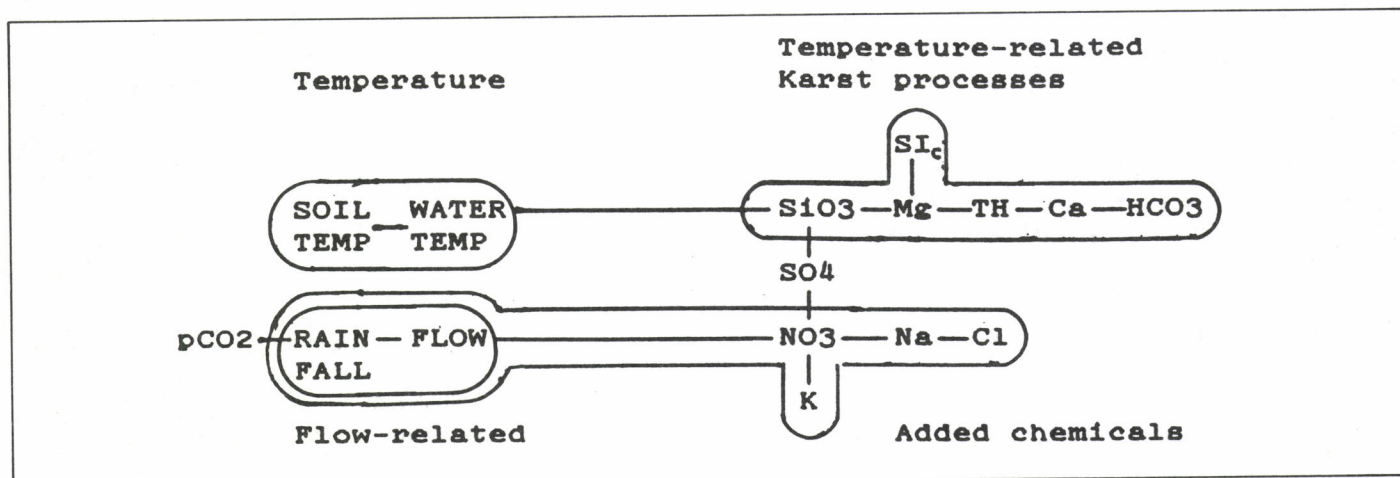 Temperature
Temperature-related
Karst processes
SIc
SOIL WATER
TEMP TEMP
SiO3 Mg TH Ca HCO3
SO4
pCO2 RAIN FLOW NO3 Na Cl
FALL
K
Flow-related
Added chemicals